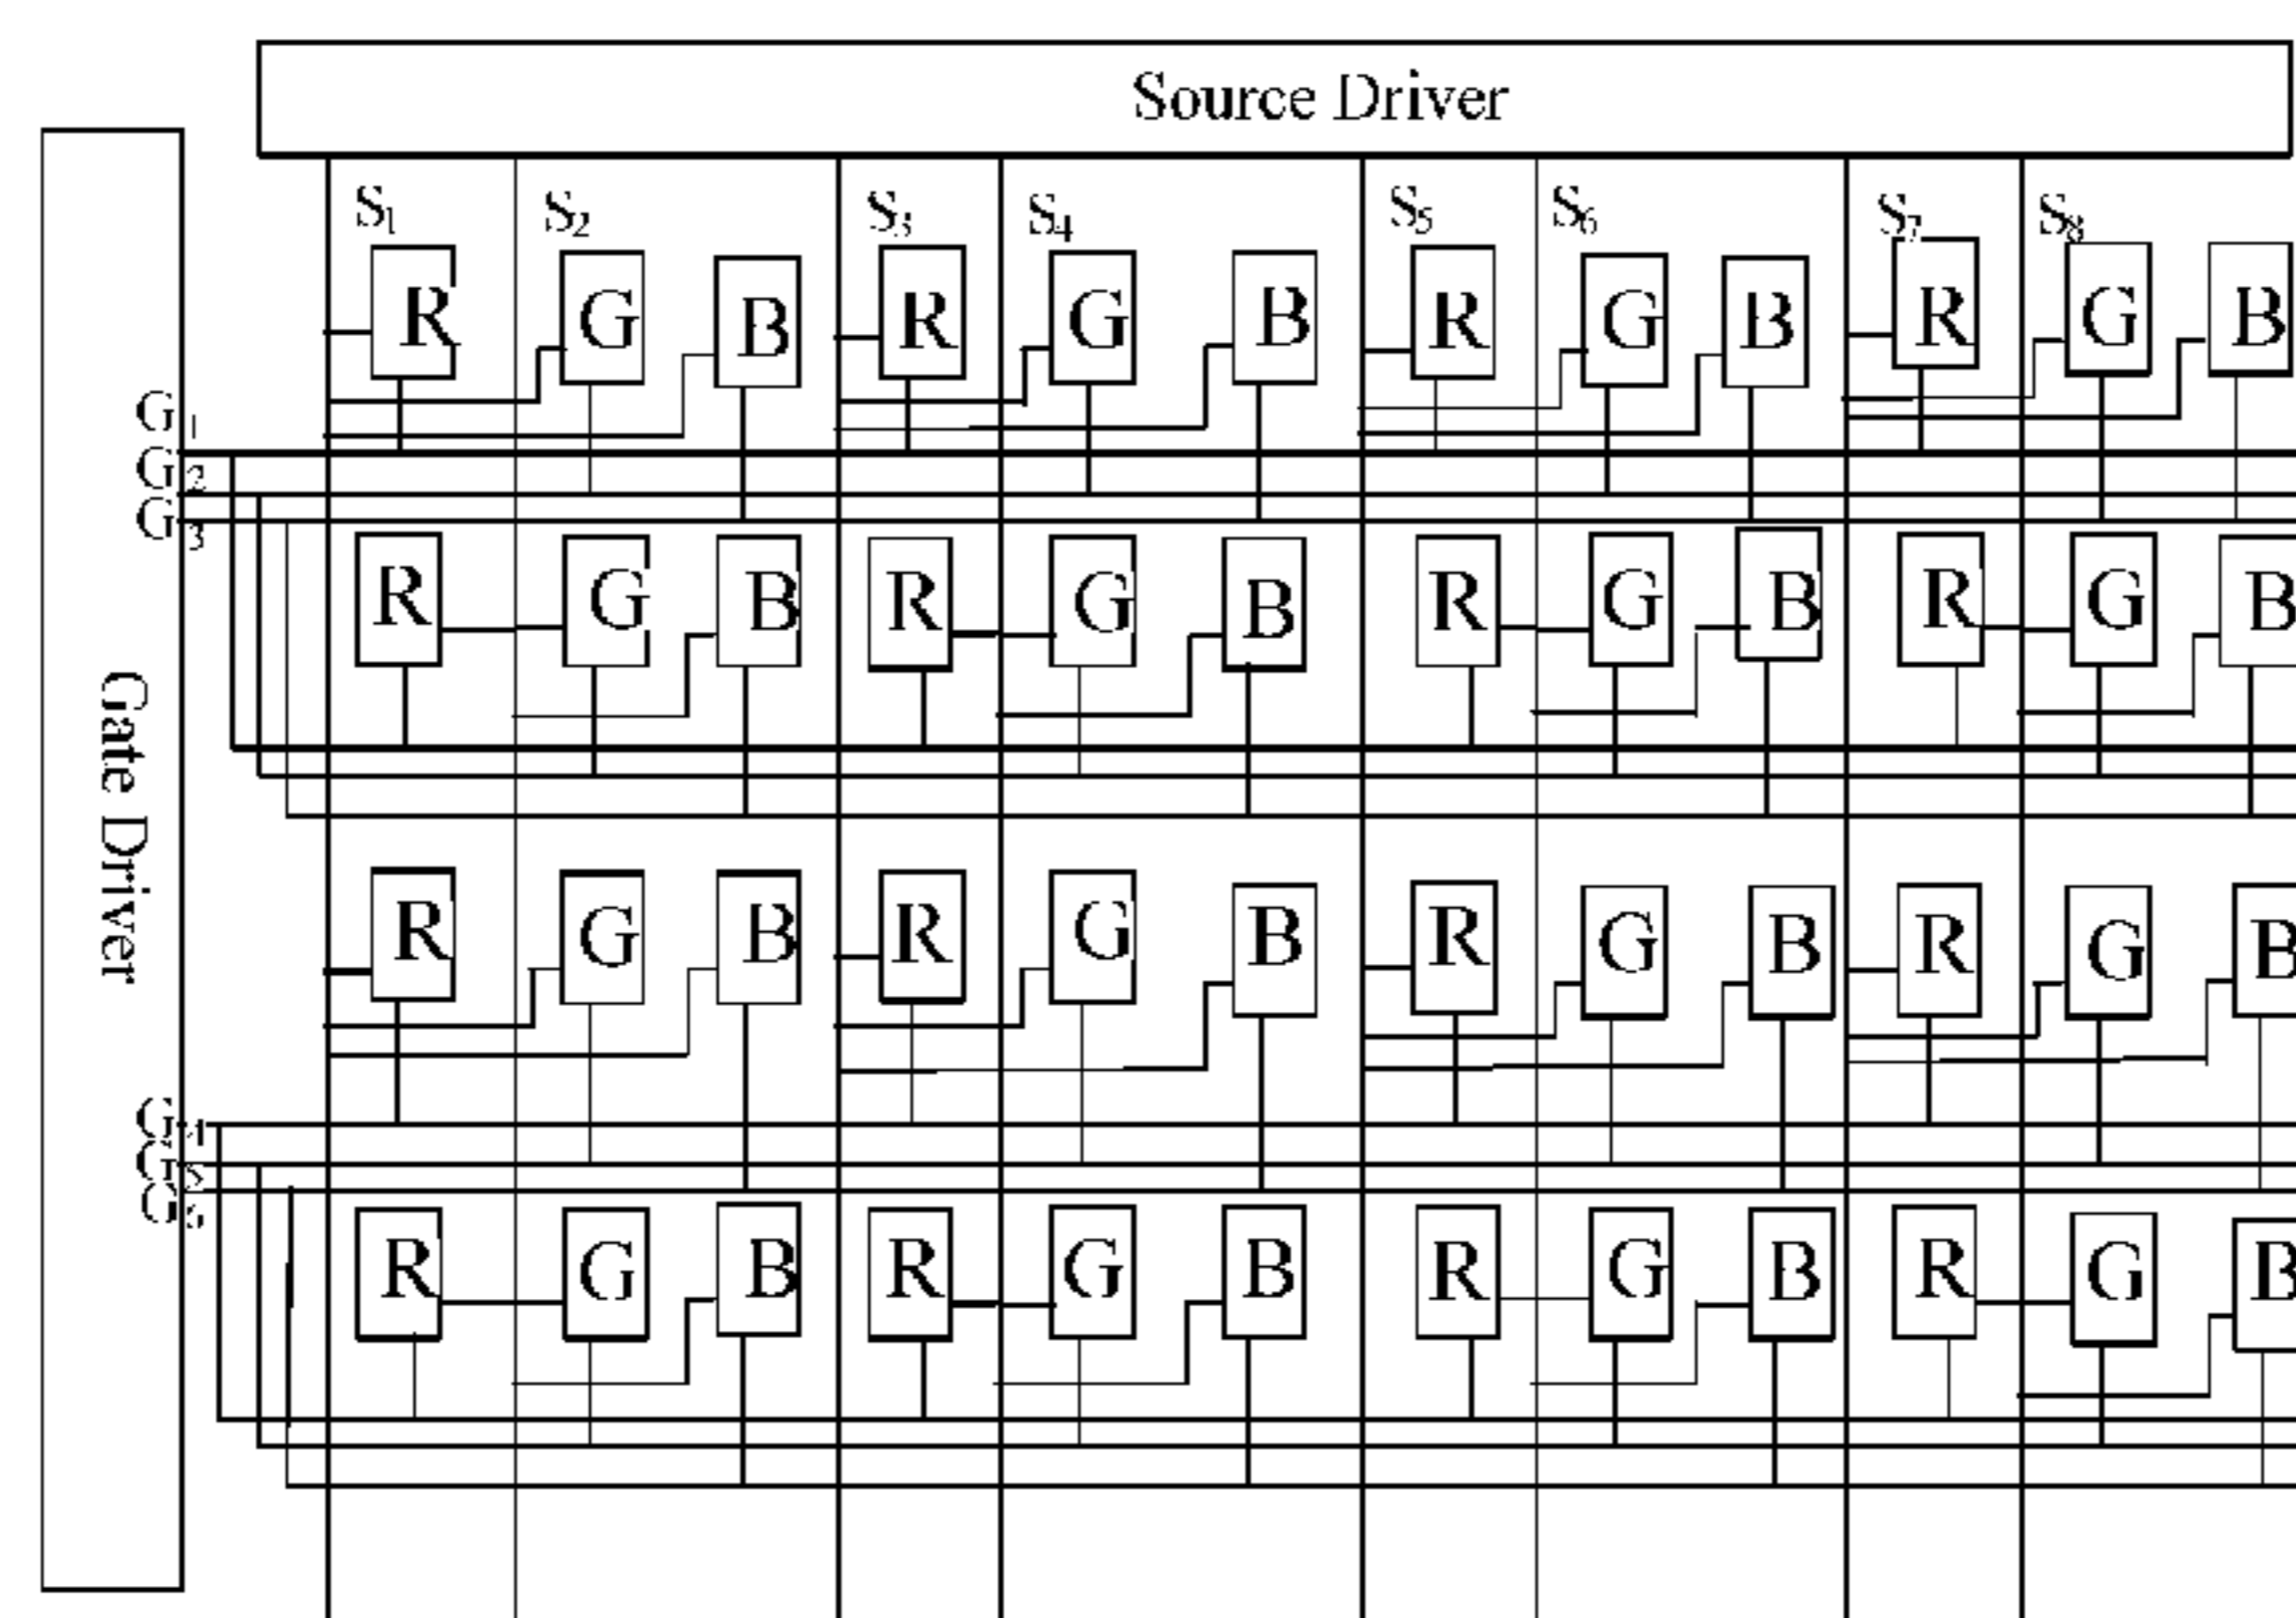 Source Driver
S1 S2 S3 S4 S5 S6 S7 S8
R G B R G B R G B R G B
G1
G2
G3
R G B R G B R G B R G B
Gate Driver
R G B R G B R G B R G B
G4
G5
G6
R G B R G B R G B R G B